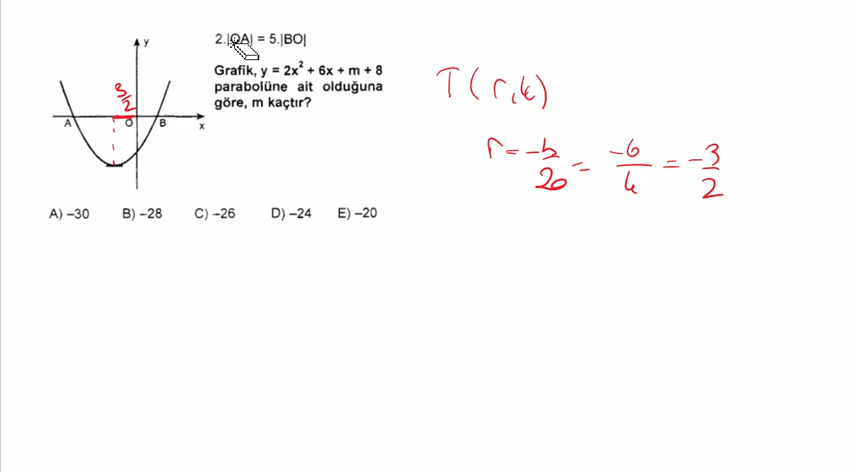 2.|OA| = 5.|BO|
Grafik, y = 2x² + 6x + m + 8
parabolüne ait olduğuna
göre, m kaçtır?
y
3/2
A O B
x
A) –30 B) –28 C) –26 D) –24 E) –20
T(r,k)
r = -b/2a = -6/4 = -3/2